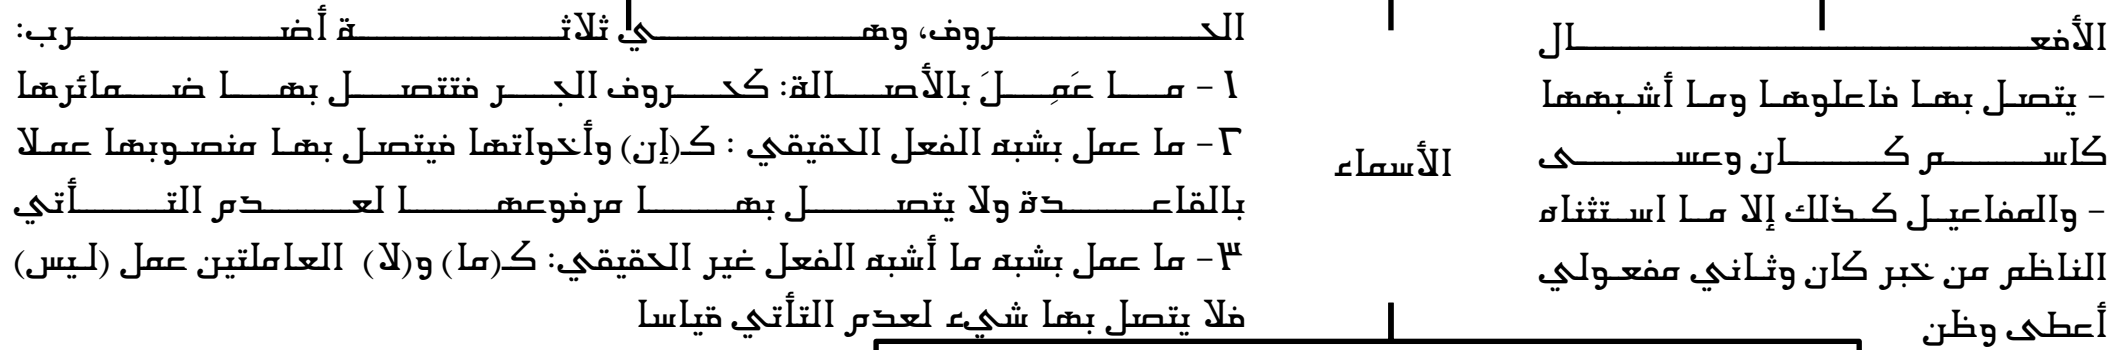 الأفعال
- يتصل بها فاعلوها وما أشبهها
كاسم كان وعسى
- والمفاعيل كذلك إلا ما استثناه
الناظم من خبر كان وثاني مفعولي
أعطى وظن
الأسماء
الحروف، وهي ثلاثة أضرب:
١- ما عَمِلَ بالأصالة: كحروف الجر فتتصل بها ضمائرها
٢- ما عمل بشبه الفعل الحقيقي : كـ(إن) وأخواتها فيتصل بها منصوبها عملا
بالقاعدة ولا يتصل بها مرفوعها لعدم التأتي
٣- ما عمل بشبه ما أشبه الفعل غير الحقيقي: كـ(ما) و(لا) العاملتين عمل (ليس)
فلا يتصل بها شيء لعدم التأتي قياسا